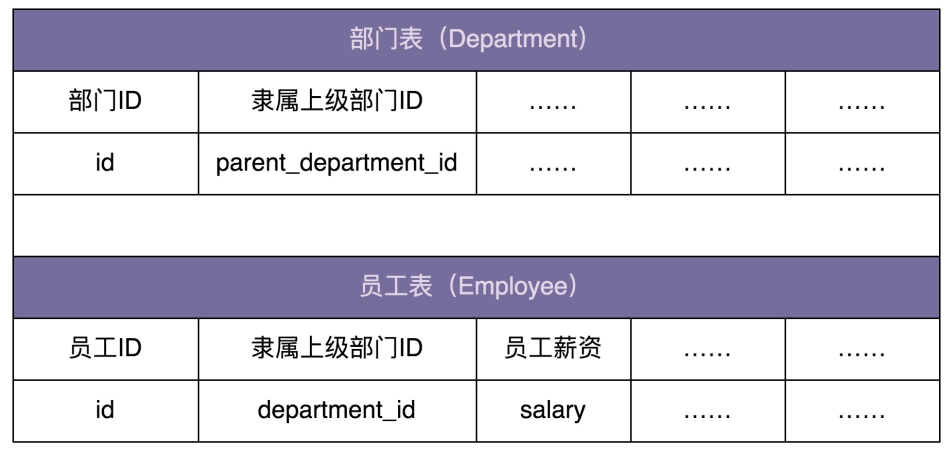 部门表（Department）
部门ID 隶属上级部门ID …… …… ……
id parent_department_id …… …… ……
员工表（Employee）
员工ID 隶属上级部门ID 员工薪资 …… ……
id department_id salary …… ……